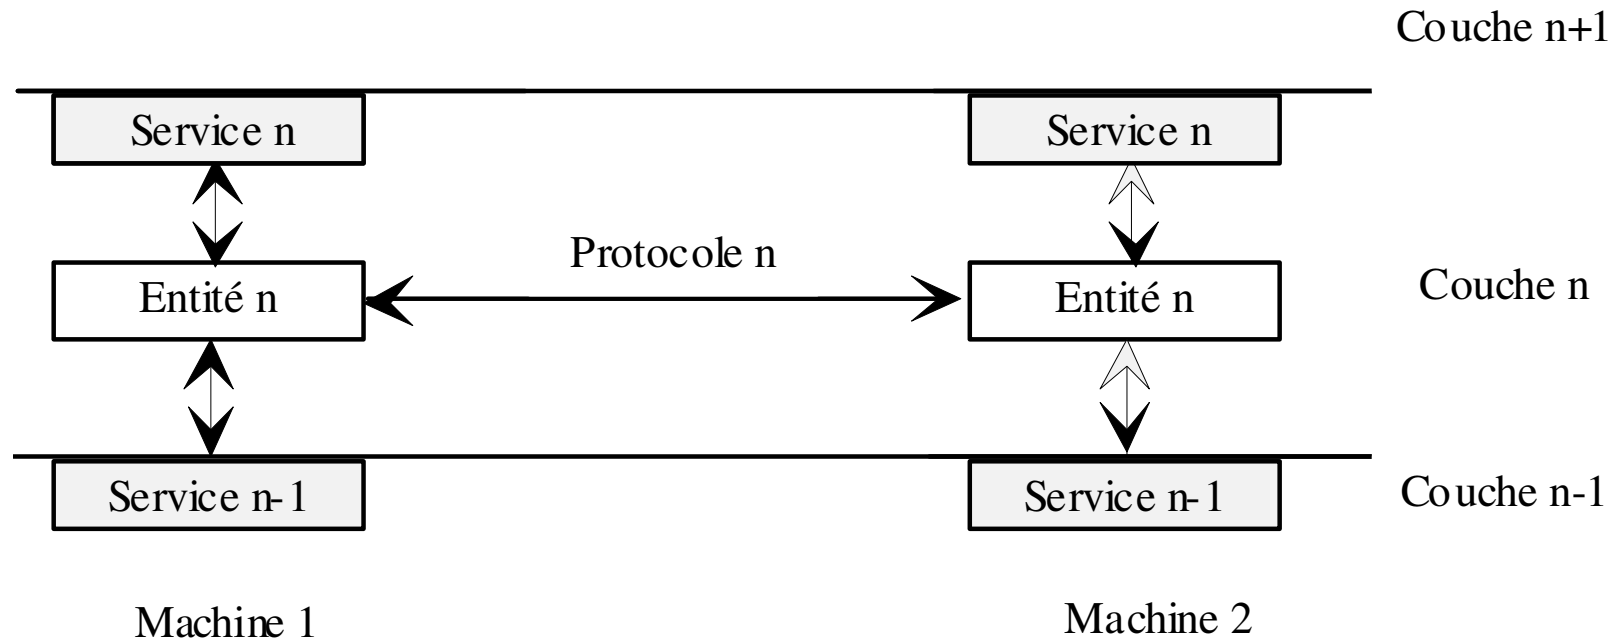 Couche n+1
Service n
Service n
Protocole n
Entité n
Entité n
Couche n
Service n-1
Service n-1
Couche n-1
Machine 1
Machine 2